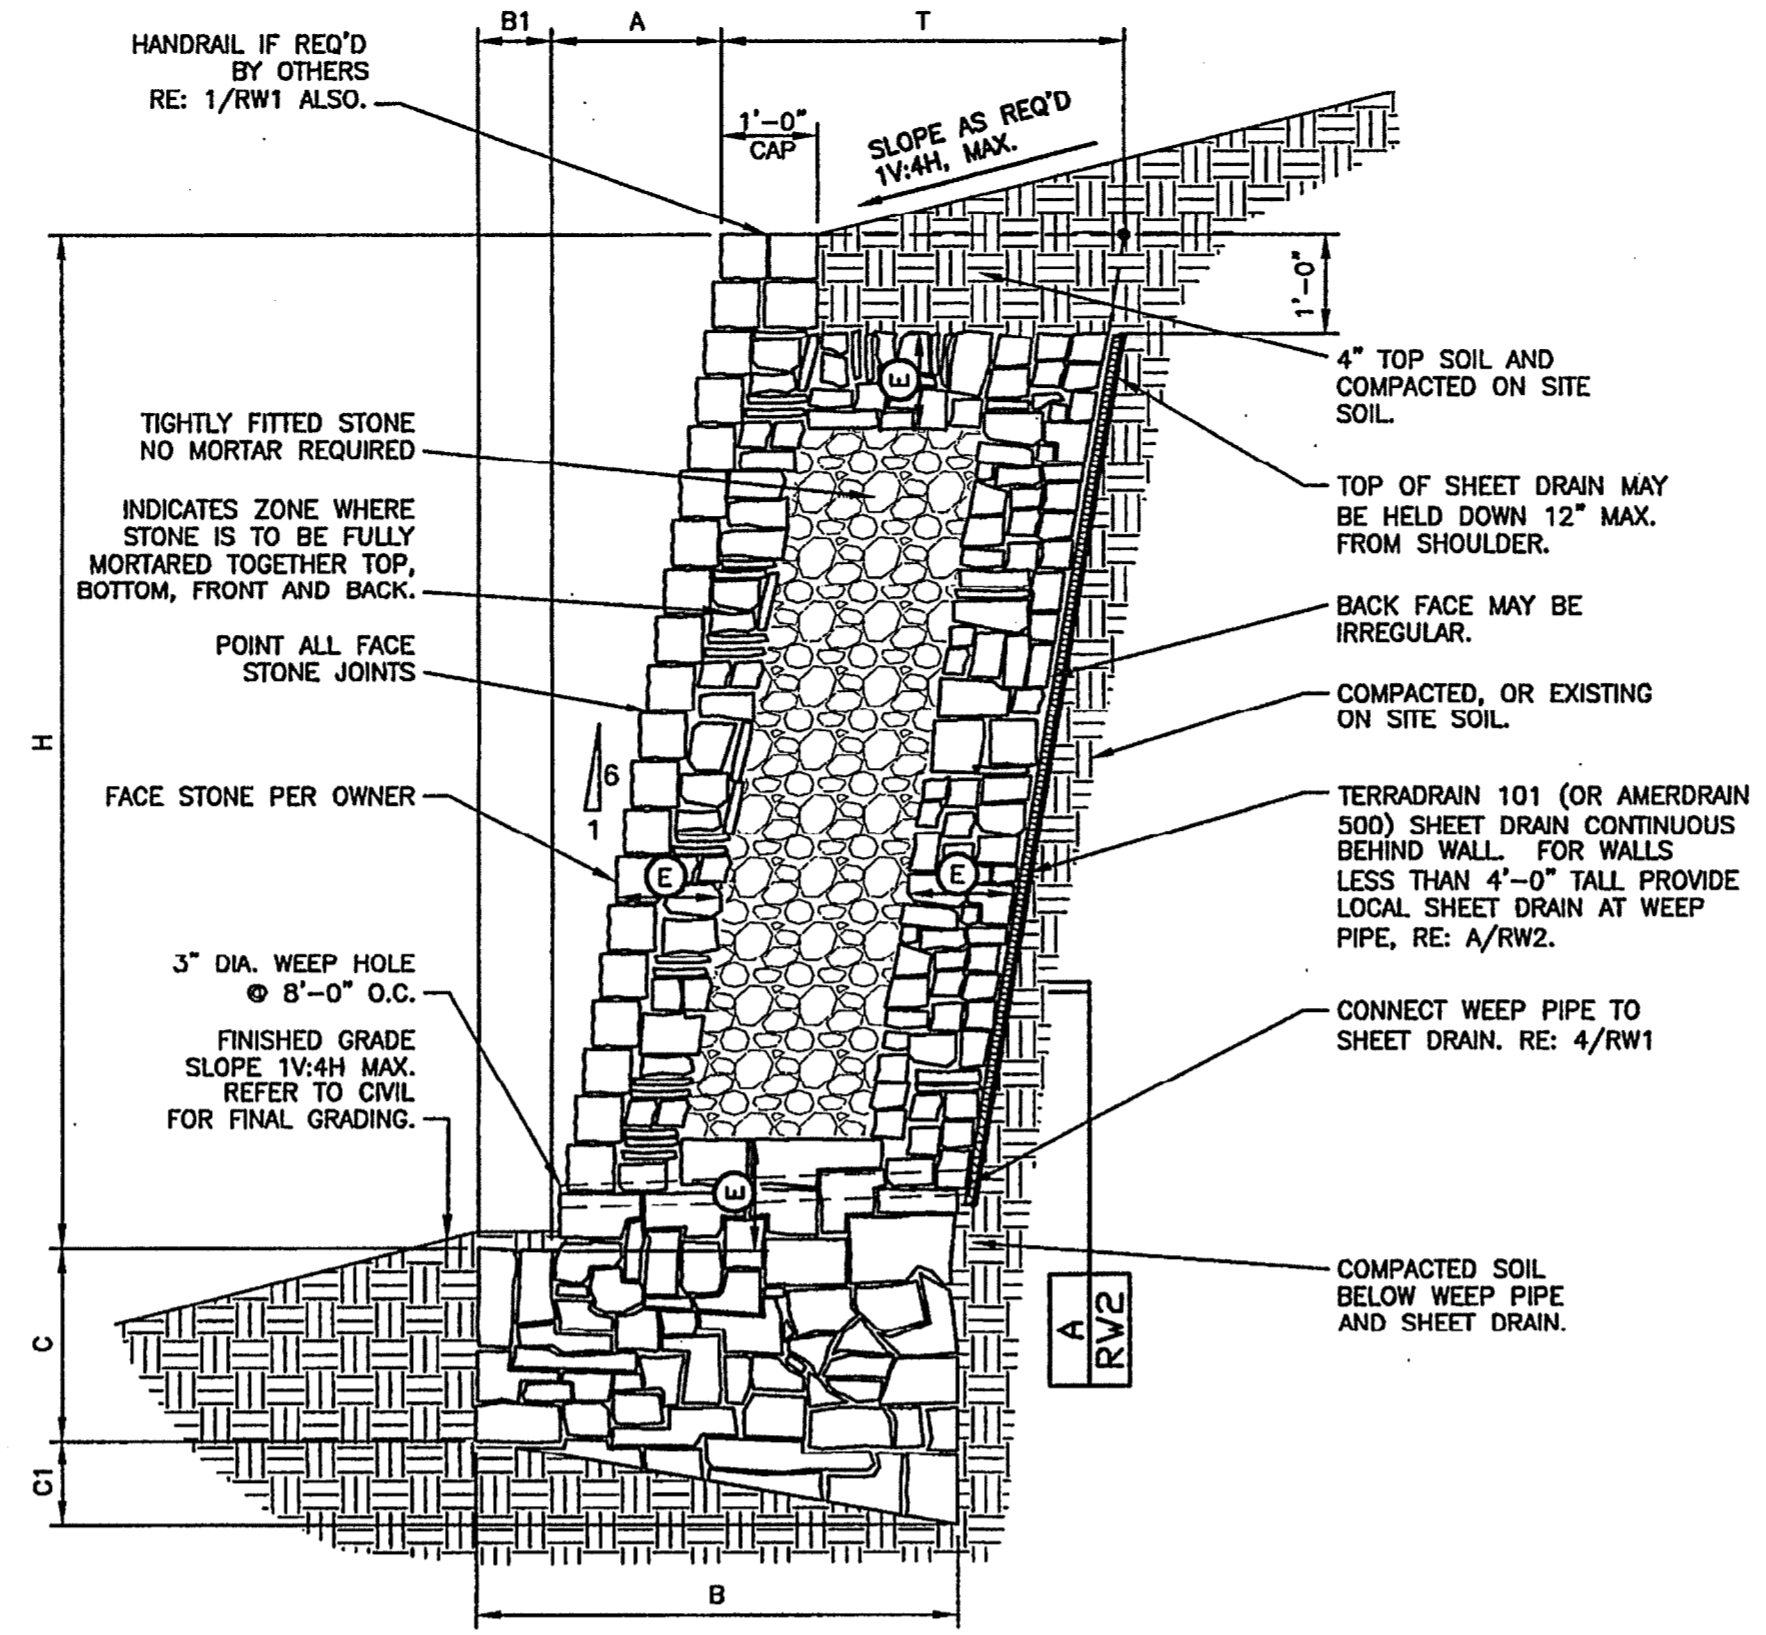 B1
A
T
HANDRAIL IF REQ'D
BY OTHERS
RE: 1/RW1 ALSO.
1'-0"
CAP
SLOPE AS REQ'D
1V:4H, MAX.
1'-0"
4" TOP SOIL AND
COMPACTED ON SITE
SOIL.
E
TIGHTLY FITTED STONE
NO MORTAR REQUIRED
TOP OF SHEET DRAIN MAY
BE HELD DOWN 12" MAX.
FROM SHOULDER.
INDICATES ZONE WHERE
STONE IS TO BE FULLY
MORTARED TOGETHER TOP,
BOTTOM, FRONT AND BACK.
BACK FACE MAY BE
IRREGULAR.
POINT ALL FACE
STONE JOINTS
COMPACTED, OR EXISTING
ON SITE SOIL.
H
6
1
FACE STONE PER OWNER
TERRADRAIN 101 (OR AMERDRAIN
500) SHEET DRAIN CONTINUOUS
BEHIND WALL. FOR WALLS
LESS THAN 4'-0" TALL PROVIDE
LOCAL SHEET DRAIN AT WEEP
PIPE, RE: A/RW2.
E
E
3" DIA. WEEP HOLE
@ 8'-0" O.C.
CONNECT WEEP PIPE TO
SHEET DRAIN. RE: 4/RW1
FINISHED GRADE
SLOPE 1V:4H MAX.
REFER TO CIVIL
FOR FINAL GRADING.
E
COMPACTED SOIL
BELOW WEEP PIPE
AND SHEET DRAIN.
A
RW2
C
C1
B